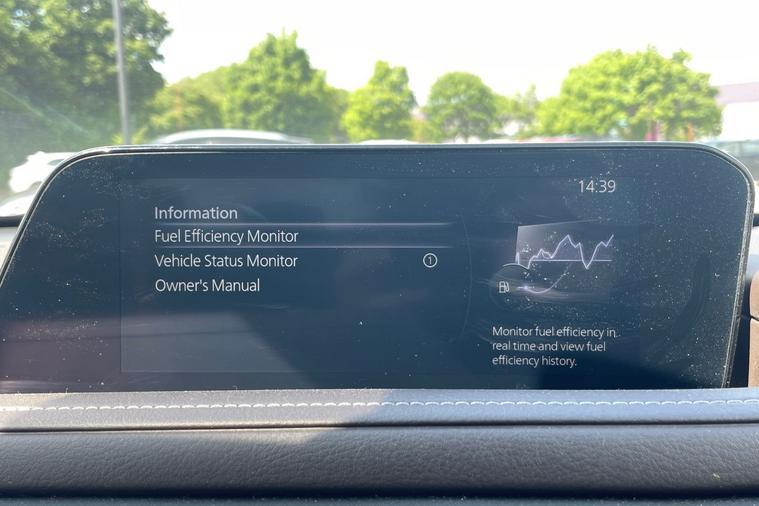 14:39
Information
Fuel Efficiency Monitor
Vehicle Status Monitor 1
Owner's Manual
Monitor fuel efficiency in
real time and view fuel
efficiency history.